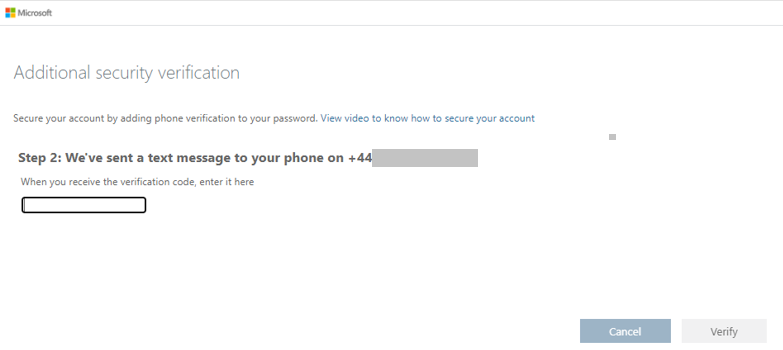 Microsoft
Additional security verification
Secure your account by adding phone verification to your password. View video to know how to secure your account
Step 2: We've sent a text message to your phone on +44
When you receive the verification code, enter it here
Cancel
Verify